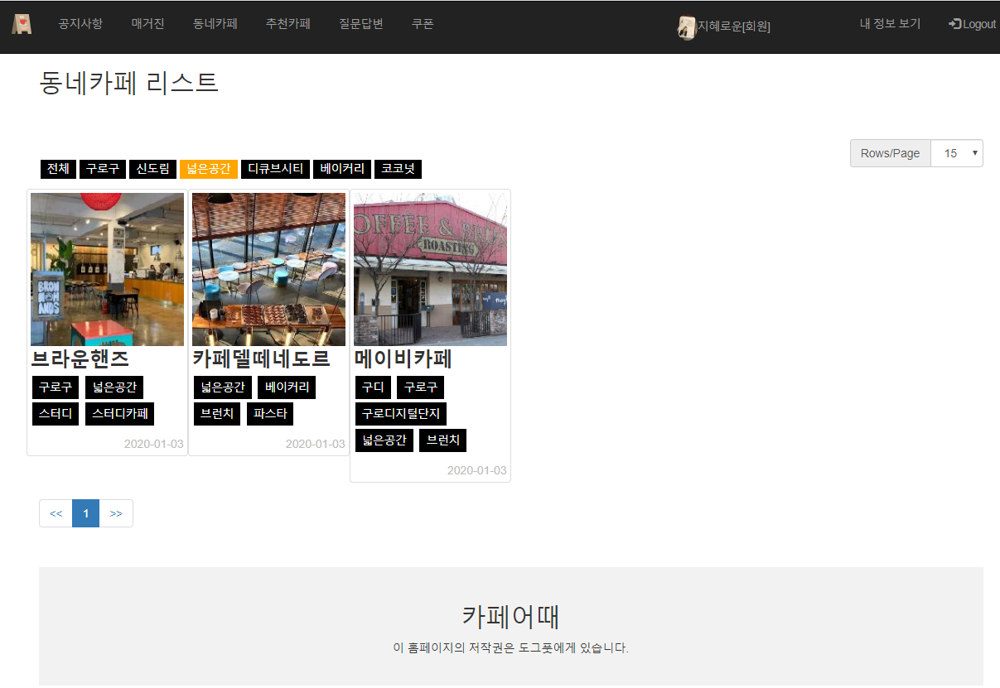 공지사항 매거진 동네카페 추천카페 질문답변 쿠폰 지혜로운[회원] 내 정보 보기 Logout
동네카페 리스트
Rows/Page 15
전체 구로구 신도림 넓은공간 디큐브시티 베이커리 코코넛
BROWN
HANDS
브라운핸즈
구로구 넓은공간
스터디 스터디카페
2020-01-03
카페델떼네도르
넓은공간 베이커리
브런치 파스타
2020-01-03
OFFEE &
ROASTING
메이비카페
구디 구로구
구로디지털단지
넓은공간 브런치
2020-01-03
<< 1 >>
카페어때
이 홈페이지의 저작권은 도그풋에게 있습니다.